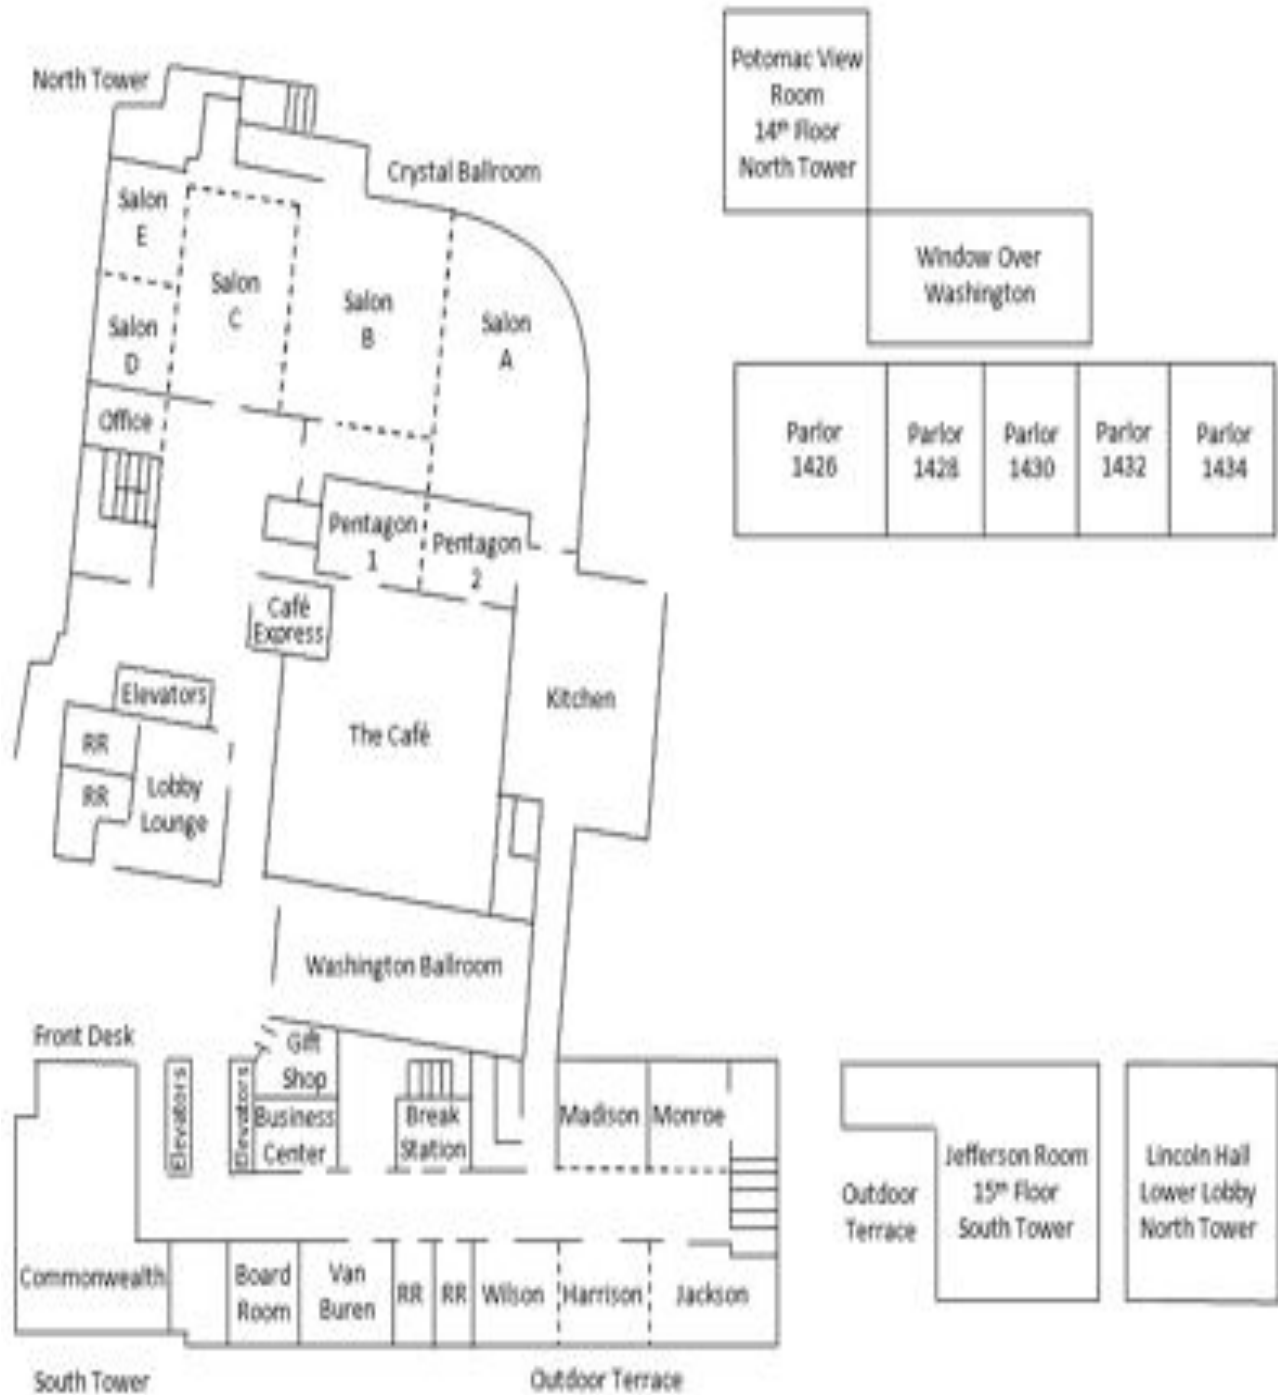 North Tower
Crystal Ballroom
Salon
E
Salon
D
Salon
C
Salon
B
Salon
A
Office
Pentagon
1
Pentagon
2
Café
Express
Elevators
RR
RR
Lobby
Lounge
The Café
Kitchen
Washington Ballroom
Front Desk
Gift
Shop
Elevators
Elevators
Business
Center
Break
Station
Madison
Monroe
Commonwealth
Board
Room
Van
Buren
RR
RR
Wilson
Harrison
Jackson
South Tower
Outdoor Terrace
Potomac View
Room
14th Floor
North Tower
Window Over
Washington
Parlor
1426
Parlor
1428
Parlor
1430
Parlor
1432
Parlor
1434
Outdoor
Terrace
Jefferson Room
15th Floor
South Tower
Lincoln Hall
Lower Lobby
North Tower